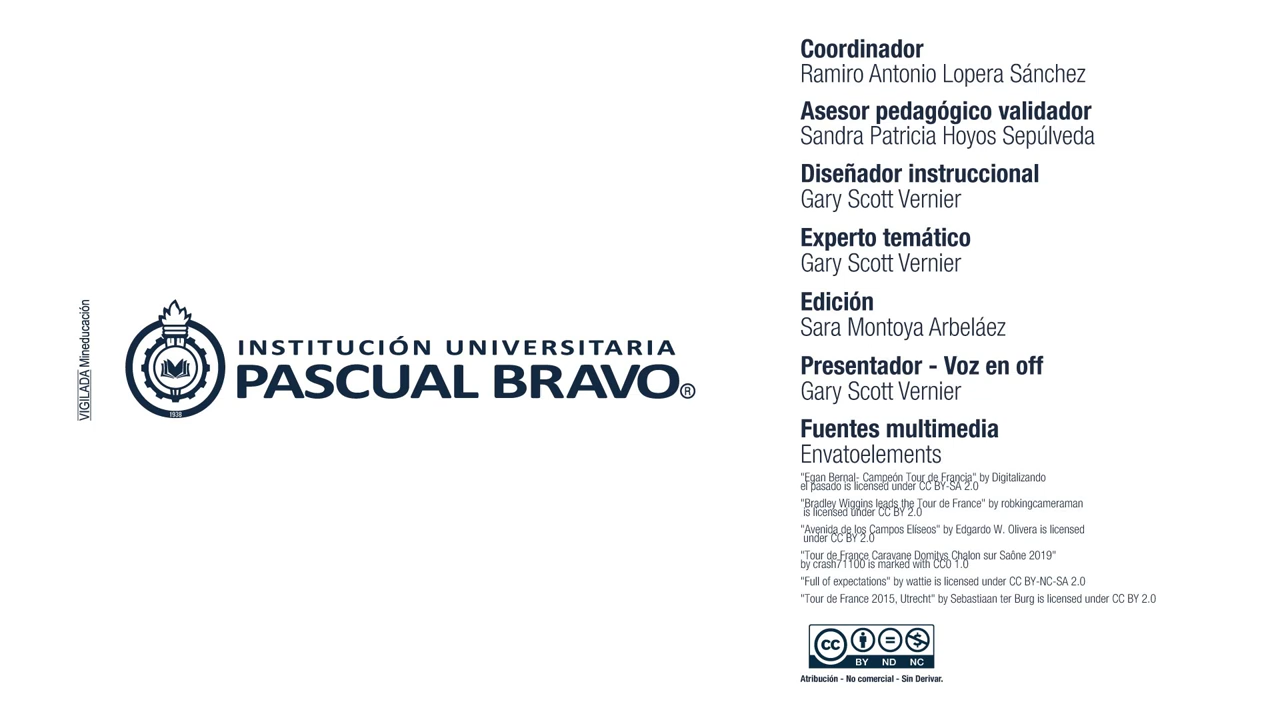 VIGILADA Mineducación
1938
INSTITUCIÓN UNIVERSITARIA
PASCUAL BRAVO®
Coordinador
Ramiro Antonio Lopera Sánchez
Asesor pedagógico validador
Sandra Patricia Hoyos Sepúlveda
Diseñador instruccional
Gary Scott Vernier
Experto temático
Gary Scott Vernier
Edición
Sara Montoya Arbeláez
Presentador - Voz en off
Gary Scott Vernier
Fuentes multimedia
Envatoelements
"Egan Bernal- Campeón Tour de Francia" by Digitalizando
el pasado is licensed under CC BY-SA 2.0
"Bradley Wiggins leads the Tour de France" by robkingcameraman
is licensed under CC BY 2.0
"Avenida de los Campos Elíseos" by Edgardo W. Olivera is licensed
under CC BY 2.0
"Tour de France Caravane Domitys Chalon sur Saône 2019"
by crash71100 is marked with CC0 1.0
"Full of expectations" by wattie is licensed under CC BY-NC-SA 2.0
"Tour de France 2015, Utrecht" by Sebastiaan ter Burg is licensed under CC BY 2.0
cc
BY ND NC
Atribución - No comercial - Sin Derivar.